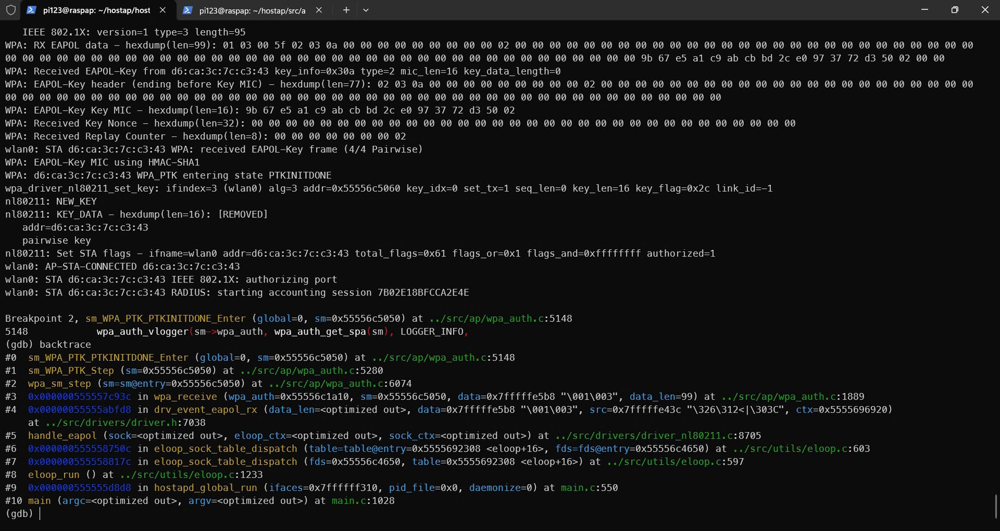 pi123@raspap: ~/hostap/host
pi123@raspap: ~/hostap/src/a
IEEE 802.1X: version=1 type=3 length=95
WPA: RX EAPOL data - hexdump(len=99): 01 03 00 5f 02 03 0a 00 00 00 00 00 00 00 00 00 02 00 00 00 00 00 00 00 00 00 00 00 00 00 00 00 00 00 00 00 00 00 00 00 00 00 00 00
00 00 00 00 00 00 00 00 00 00 00 00 00 00 00 00 00 00 00 00 00 00 00 00 00 00 00 00 00 00 00 00 00 00 00 00 00 9b 67 e5 a1 c9 ab cb bd 2c e0 97 37 72 d3 50 02 00 00
WPA: Received EAPOL-Key from d6:ca:3c:7c:c3:43 key_info=0x30a type=2 mic_len=16 key_data_length=0
WPA: EAPOL-Key header (ending before Key MIC) - hexdump(len=77): 02 03 0a 00 00 00 00 00 00 00 00 00 02 00 00 00 00 00 00 00 00 00 00 00 00 00 00 00 00 00 00 00 00 00 00
00 00 00 00 00 00 00 00 00 00 00 00 00 00 00 00 00 00 00 00 00 00 00 00 00 00 00 00 00 00 00 00 00 00 00 00 00 00 00 00 00 00
WPA: EAPOL-Key Key MIC - hexdump(len=16): 9b 67 e5 a1 c9 ab cb bd 2c e0 97 37 72 d3 50 02
WPA: Received Key Nonce - hexdump(len=32): 00 00 00 00 00 00 00 00 00 00 00 00 00 00 00 00 00 00 00 00 00 00 00 00 00 00 00 00 00 00 00 00
WPA: Received Replay Counter - hexdump(len=8): 00 00 00 00 00 00 00 02
wlan0: STA d6:ca:3c:7c:c3:43 WPA: received EAPOL-Key frame (4/4 Pairwise)
WPA: EAPOL-Key MIC using HMAC-SHA1
WPA: d6:ca:3c:7c:c3:43 WPA_PTK entering state PTKINITDONE
wpa_driver_nl80211_set_key: ifindex=3 (wlan0) alg=3 addr=0x55556c5060 key_idx=0 set_tx=1 seq_len=0 key_len=16 key_flag=0x2c link_id=-1
nl80211: NEW_KEY
nl80211: KEY_DATA - hexdump(len=16): [REMOVED]
addr=d6:ca:3c:7c:c3:43
pairwise key
nl80211: Set STA flags - ifname=wlan0 addr=d6:ca:3c:7c:c3:43 total_flags=0x61 flags_or=0x1 flags_and=0xffffffff authorized=1
wlan0: AP-STA-CONNECTED d6:ca:3c:7c:c3:43
wlan0: STA d6:ca:3c:7c:c3:43 IEEE 802.1X: authorizing port
wlan0: STA d6:ca:3c:7c:c3:43 RADIUS: starting accounting session 7B02E18BFCCA2E4E
Breakpoint 2, sm_WPA_PTK_PTKINITDONE_Enter (global=0, sm=0x55556c5050) at ../src/ap/wpa_auth.c:5148
5148 wpa_auth_vlogger(sm->wpa_auth, wpa_auth_get_spa(sm), LOGGER_INFO,
(gdb) backtrace
#0 sm_WPA_PTK_PTKINITDONE_Enter (global=0, sm=0x55556c5050) at ../src/ap/wpa_auth.c:5148
#1 sm_WPA_PTK_Step (sm=0x55556c5050) at ../src/ap/wpa_auth.c:5280
#2 wpa_sm_step (sm=sm@entry=0x55556c5050) at ../src/ap/wpa_auth.c:6074
#3 0x000000555557c93c in wpa_receive (wpa_auth=0x55556c1a10, sm=0x55556c5050, data=0x7fffffe5b8 "\001\003", data_len=99) at ../src/ap/wpa_auth.c:1889
#4 0x00000055555abfd8 in drv_event_eapol_rx (data_len=<optimized out>, data=0x7fffffe5b8 "\001\003", src=0x7fffffe43c "\326\312<|\303C", ctx=0x5555696920)
at ../src/drivers/driver.h:7038
#5 handle_eapol (sock=<optimized out>, eloop_ctx=<optimized out>, sock_ctx=<optimized out>) at ../src/drivers/driver_nl80211.c:8705
#6 0x000000555558750c in eloop_sock_table_dispatch (table=table@entry=0x5555692308 <eloop+16>, fds=fds@entry=0x55556c4650) at ../src/utils/eloop.c:603
#7 0x000000555558817c in eloop_sock_table_dispatch (fds=0x55556c4650, table=0x5555692308 <eloop+16>) at ../src/utils/eloop.c:597
#8 eloop_run () at ../src/utils/eloop.c:1233
#9 0x000000555555d8d8 in hostapd_global_run (ifaces=0x7ffffff310, pid_file=0x0, daemonize=0) at main.c:550
#10 main (argc=<optimized out>, argv=<optimized out>) at main.c:1028
(gdb)